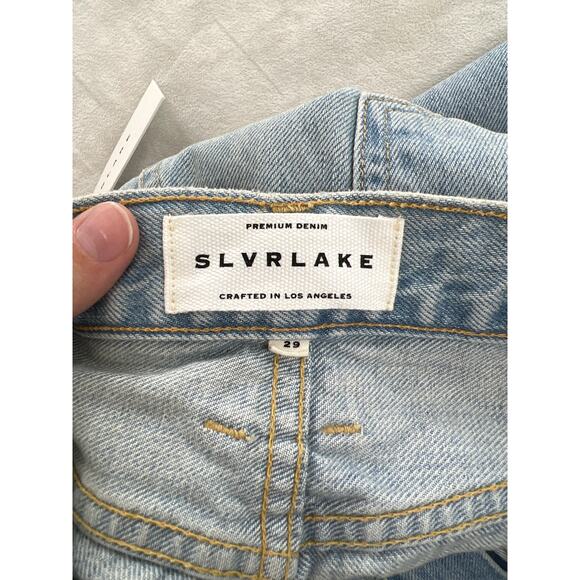 PREMIUM DENIM
SLVRLAKE
CRAFTED IN LOS ANGELES
29